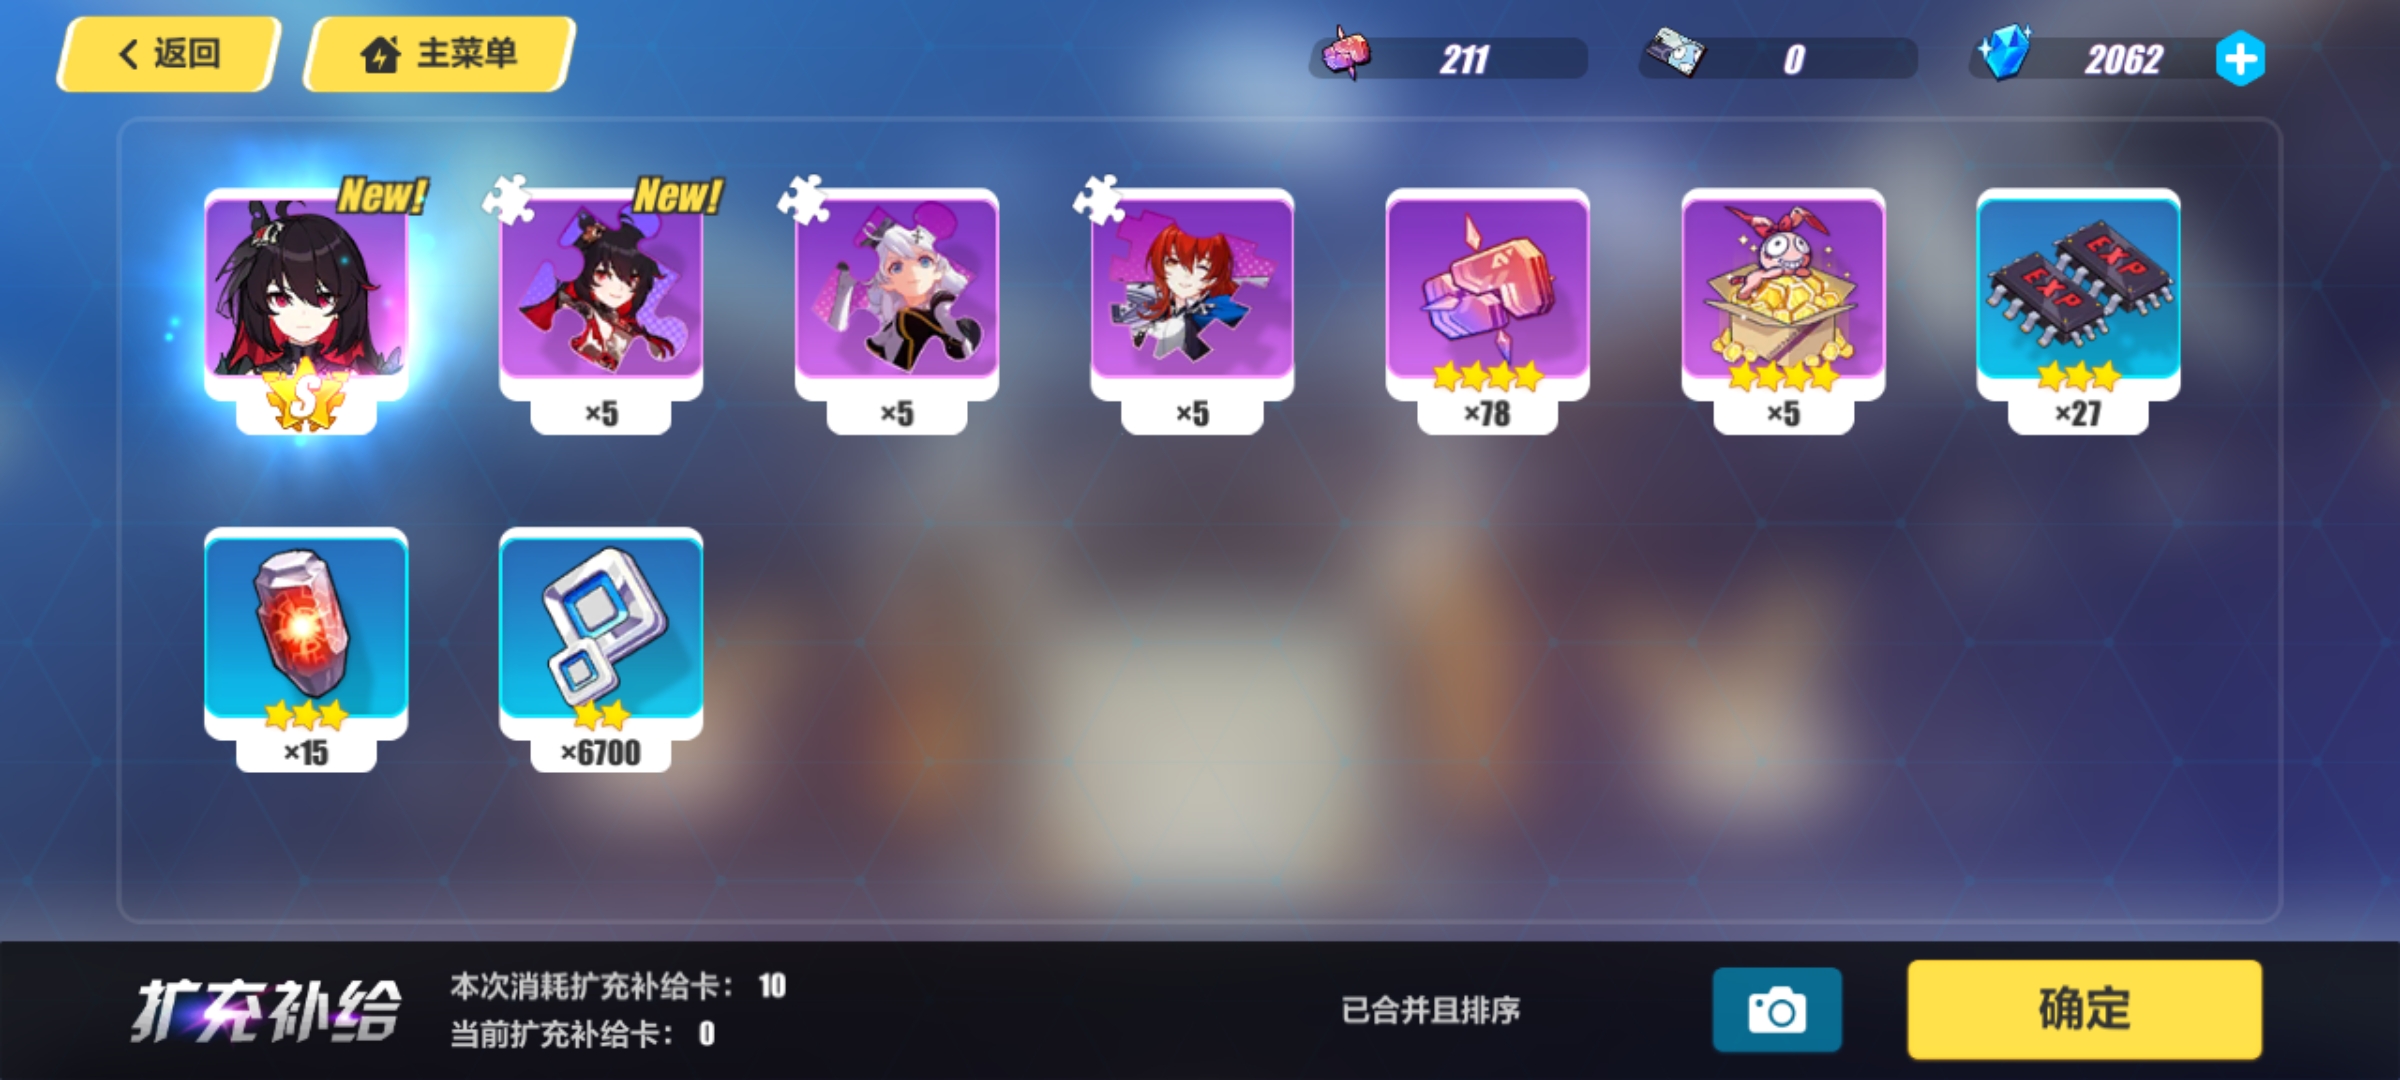 返回
主菜单
211
0
2062
New!
New!
S
×5
×5
×5
×78
×5
EXP
EXP
×27
×15
×6700
扩充补给
本次消耗扩充补给卡： 10
当前扩充补给卡： 0
已合并且排序
确定